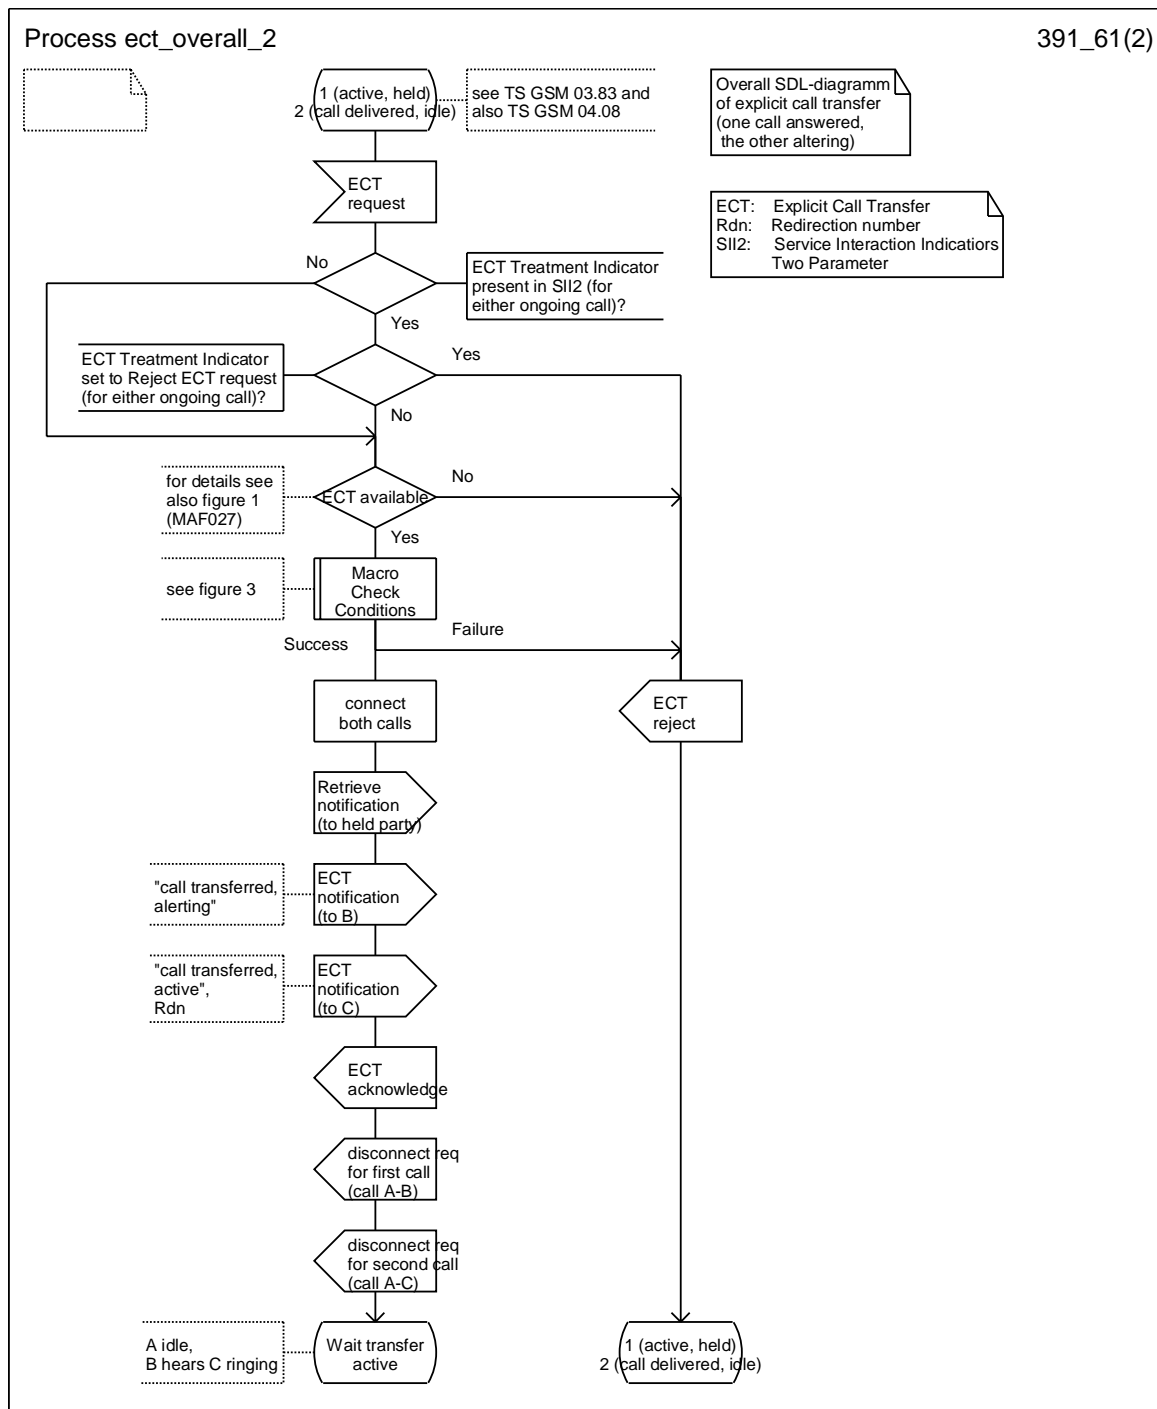 Process ect_overall_2
391_61(2)
1 (active, held)
2 (call delivered, idle)
see TS GSM 03.83 and
also TS GSM 04.08
Overall SDL-diagramm
of explicit call transfer
(one call answered,
the other altering)
ECT
request
ECT: Explicit Call Transfer
Rdn: Redirection number
SII2: Service Interaction Indicatiors
Two Parameter
No
ECT Treatment Indicator
present in SII2 (for
either ongoing call)?
Yes
ECT Treatment Indicator
set to Reject ECT request
(for either ongoing call)?
Yes
No
for details see
also figure 1
(MAF027)
ECT available
No
Yes
see figure 3
Macro
Check
Conditions
Success
Failure
connect
both calls
ECT
reject
Retrieve
notification
(to held party)
"call transferred,
alerting"
ECT
notification
(to B)
"call transferred,
active",
Rdn
ECT
notification
(to C)
ECT
acknowledge
disconnect req
for first call
(call A-B)
disconnect req
for second call
(call A-C)
A idle,
B hears C ringing
Wait transfer
active
1 (active, held)
2 (call delivered, idle)